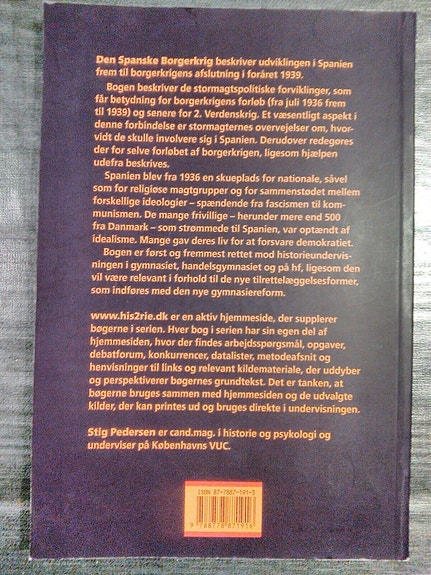 Den Spanske Borgerkrig beskriver udviklingen i Spanien
frem til borgerkrigens afslutning i foråret 1939.
Bogen beskriver de stormagtspolitiske forviklinger, som
får betydning for borgerkrigens forløb (fra juli 1936 frem
til 1939) og senere for 2. Verdenskrig. Et væsentligt aspekt i
denne forbindelse er stormagternes overvejelser om, hvor-
vidt de skulle involvere sig i Spanien. Derudover redegøres
der for selve forløbet af borgerkrigen, ligesom hjælpen
udefra beskrives.
Spanien blev fra 1936 en skueplads for nationale, såvel
som for religiøse magtgrupper og for sammenstødet mellem
forskellige ideologier – spændende fra fascismen til kom-
munismen. De mange frivillige – herunder mere end 500
fra Danmark – som strømmede til Spanien, var optændt af
idealisme. Mange gav deres liv for at forsvare demokratiet.
Bogen er først og fremmest rettet mod historieundervis-
ningen i gymnasiet, handelsgymnasiet og på hf, ligesom den
vil være relevant i forhold til de nye tilrettelæggelsesformer,
som indføres med den nye gymnasiereform.
www.his2rie.dk er en aktiv hjemmeside, der supplerer
bøgerne i serien. Hver bog i serien har sin egen del af
hjemmesiden, hvor der findes arbejdsspørgsmål, opgaver,
debatforum, konkurrencer, datalister, metodeafsnit og
henvisninger til links og relevant kildemateriale, der uddyber
og perspektiverer bøgernes grundtekst. Det er tanken, at
bøgerne bruges sammen med hjemmesiden og de udvalgte
kilder, der kan printes ud og bruges direkte i undervisningen.
Stig Pedersen er cand.mag. i historie og psykologi og
underviser på Københavns VUC.
ISBN 87-7887-191-3
9 788778 871916